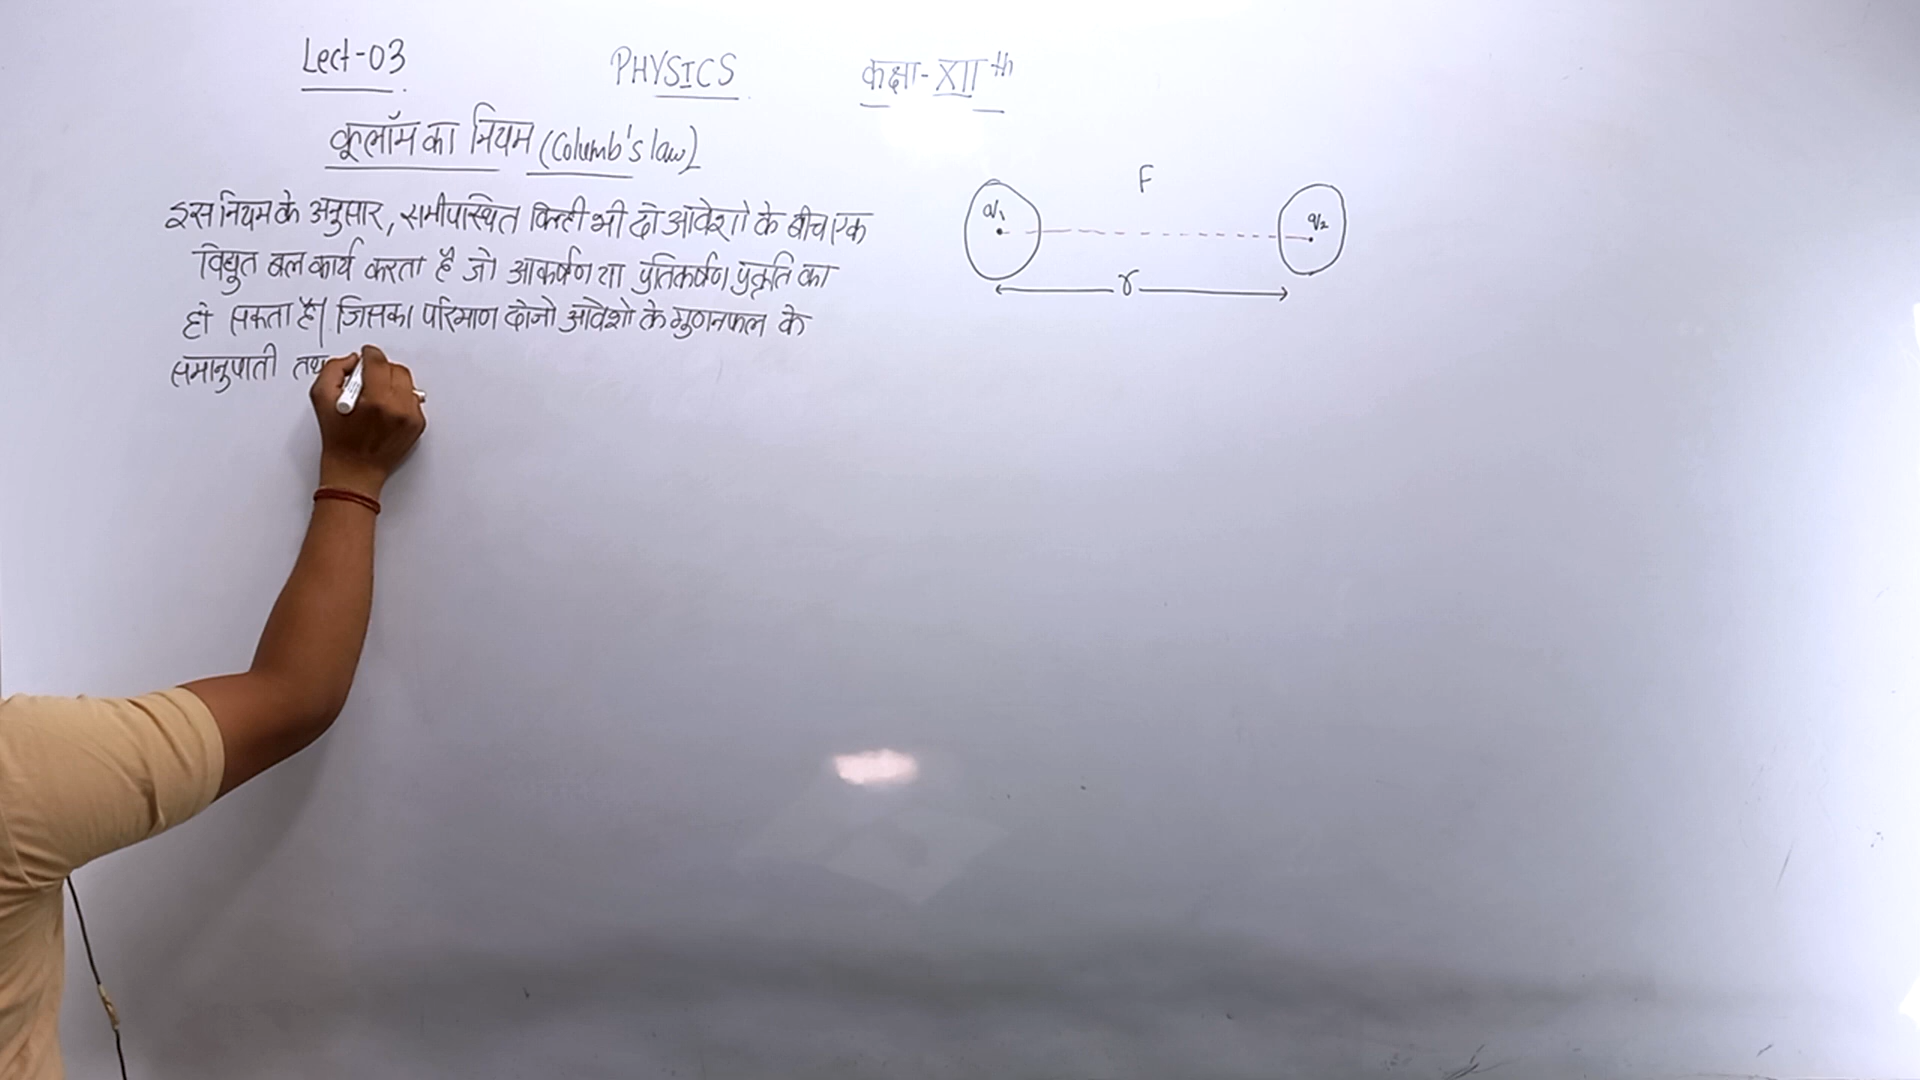 Lect-03 PHYSICS कक्षा-XII th
कूलॉम का नियम (Columb's law)
इस नियम के अनुसार, समीपस्थित किन्ही भी दो आवेशो के बीच एक
विद्युत बल कार्य करता है जो आकर्षण या प्रतिकर्षण प्रकृति का
हो सकता है। जिसका परिमाण दोनो आवेशो के गुणनफल के
समानुपाती
F
q1 q2
r